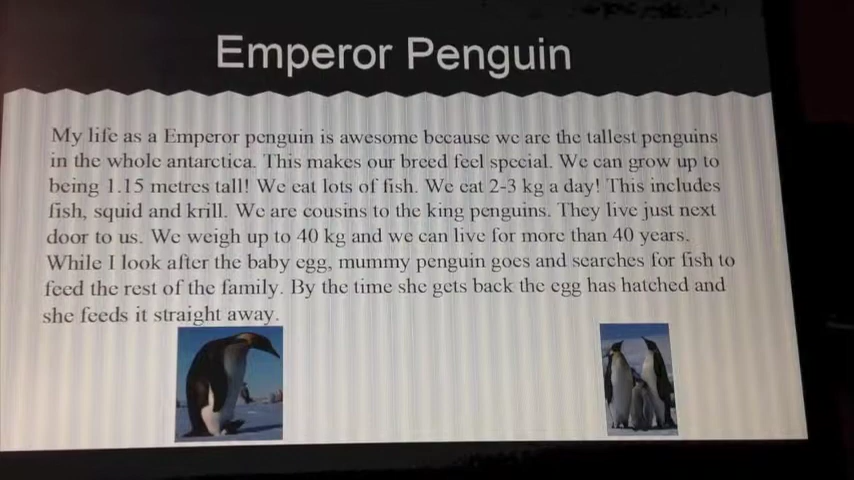 Emperor Penguin
My life as a Emperor penguin is awesome because we are the tallest penguins
in the whole antarctica. This makes our breed feel special. We can grow up to
being 1.15 metres tall! We eat lots of fish. We eat 2-3 kg a day! This includes
fish, squid and krill. We are cousins to the king penguins. They live just next
door to us. We weigh up to 40 kg and we can live for more than 40 years.
While I look after the baby egg, mummy penguin goes and searches for fish to
feed the rest of the family. By the time she gets back the egg has hatched and
she feeds it straight away.